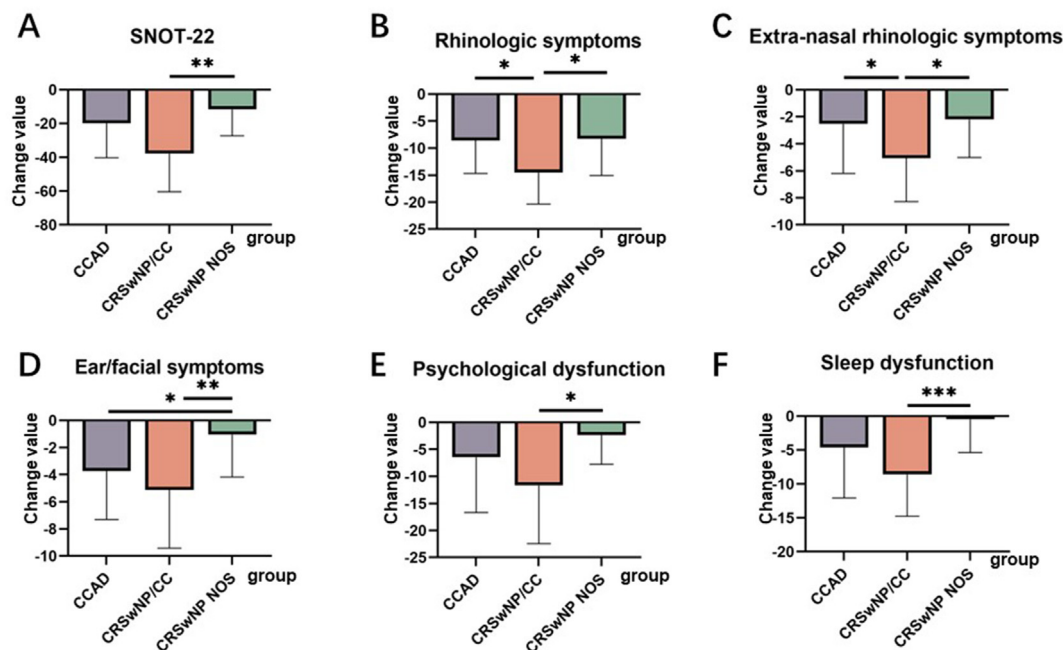 A
SNOT-22
**
Change value
0
-20
-40
-60
-80
CCAD
CRSwNP/CC
CRSwNP NOS
group
B
Rhinologic symptoms
* *
Change value
0
-5
-10
-15
-20
-25
CCAD
CRSwNP/CC
CRSwNP NOS
group
C
Extra-nasal rhinologic symptoms
* *
Change value
0
-2
-4
-6
-8
-10
CCAD
CRSwNP/CC
CRSwNP NOS
group
D
Ear/facial symptoms
* **
Change value
0
-2
-4
-6
-8
-10
CCAD
CRSwNP/CC
CRSwNP NOS
group
E
Psychological dysfunction
*
Change value
0
-5
-10
-15
-20
-25
CCAD
CRSwNP/CC
CRSwNP NOS
group
F
Sleep dysfunction
***
Change value
0
-5
-10
-15
-20
CCAD
CRSwNP/CC
CRSwNP NOS
group